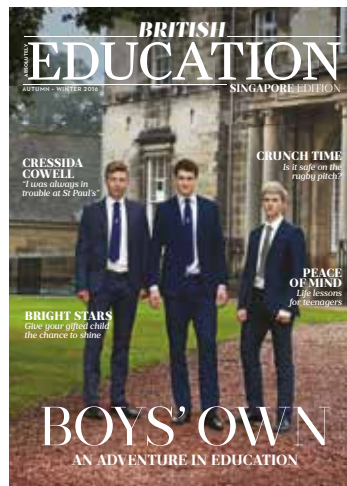 BRITISH
ABSOLUTELY
EDUCATION
AUTUMN - WINTER 2016
SINGAPORE EDITION
CRESSIDA
COWELL
"I was always in
trouble at St Paul's"
CRUNCH TIME
Is it safe on the
rugby pitch?
PEACE
OF MIND
Life lessons
for teenagers
BRIGHT STARS
Give your gifted child
the chance to shine
BOYS' OWN
AN ADVENTURE IN EDUCATION